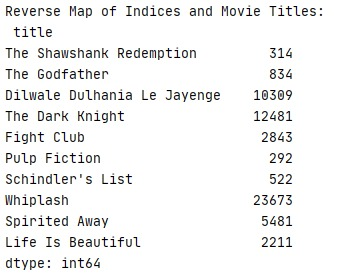 Reverse Map of Indices and Movie Titles:
title
The Shawshank Redemption 314
The Godfather 834
Dilwale Dulhania Le Jayenge 10309
The Dark Knight 12481
Fight Club 2843
Pulp Fiction 292
Schindler's List 522
Whiplash 23673
Spirited Away 5481
Life Is Beautiful 2211
dtype: int64